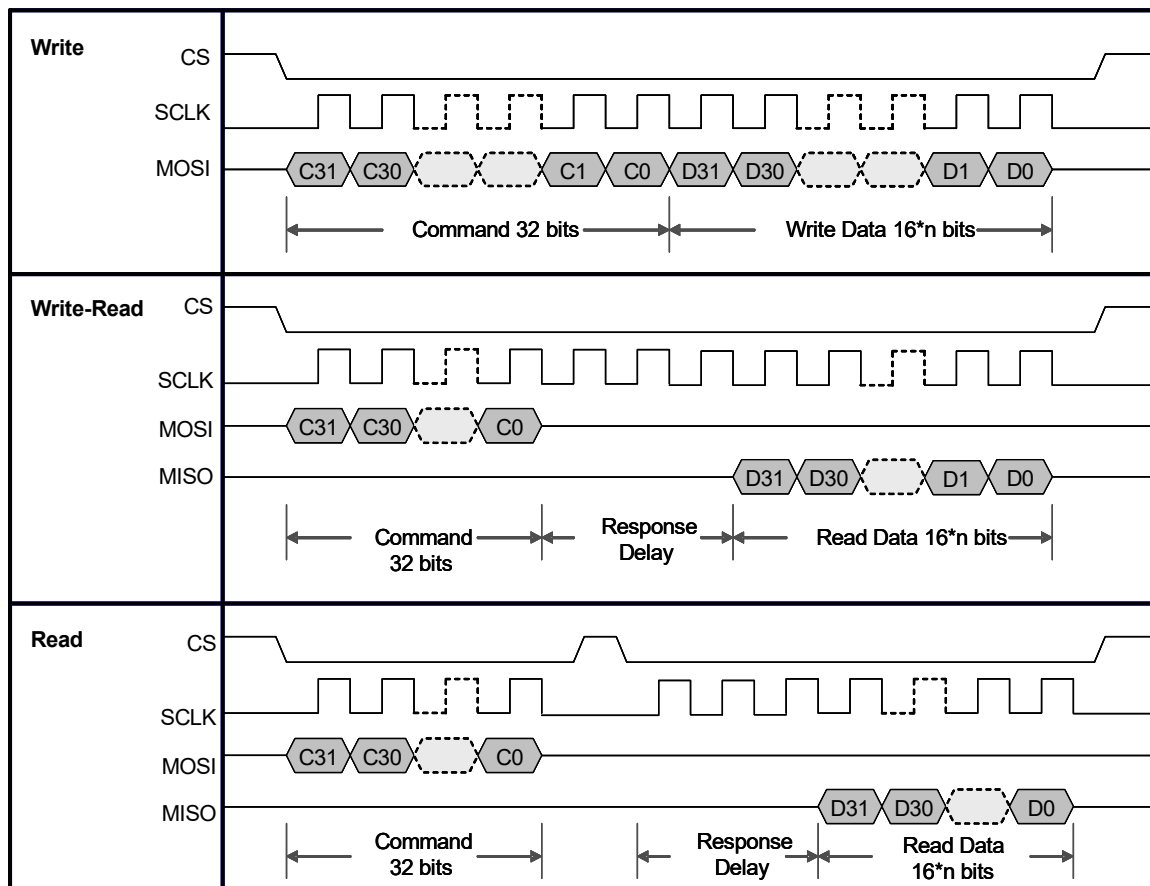 Write
CS
SCLK
MOSI
C31 C30 C1 C0 D31 D30 D1 D0
Command 32 bits Write Data 16*n bits
Write-Read CS
SCLK
MOSI
C31 C30 C0
MISO
D31 D30 D1 D0
Command
32 bits
Response
Delay
Read Data 16*n bits
Read
CS
SCLK
MOSI
C31 C30 C0
MISO
D31 D30 D0
Command
32 bits
Response
Delay
Read Data
16*n bits